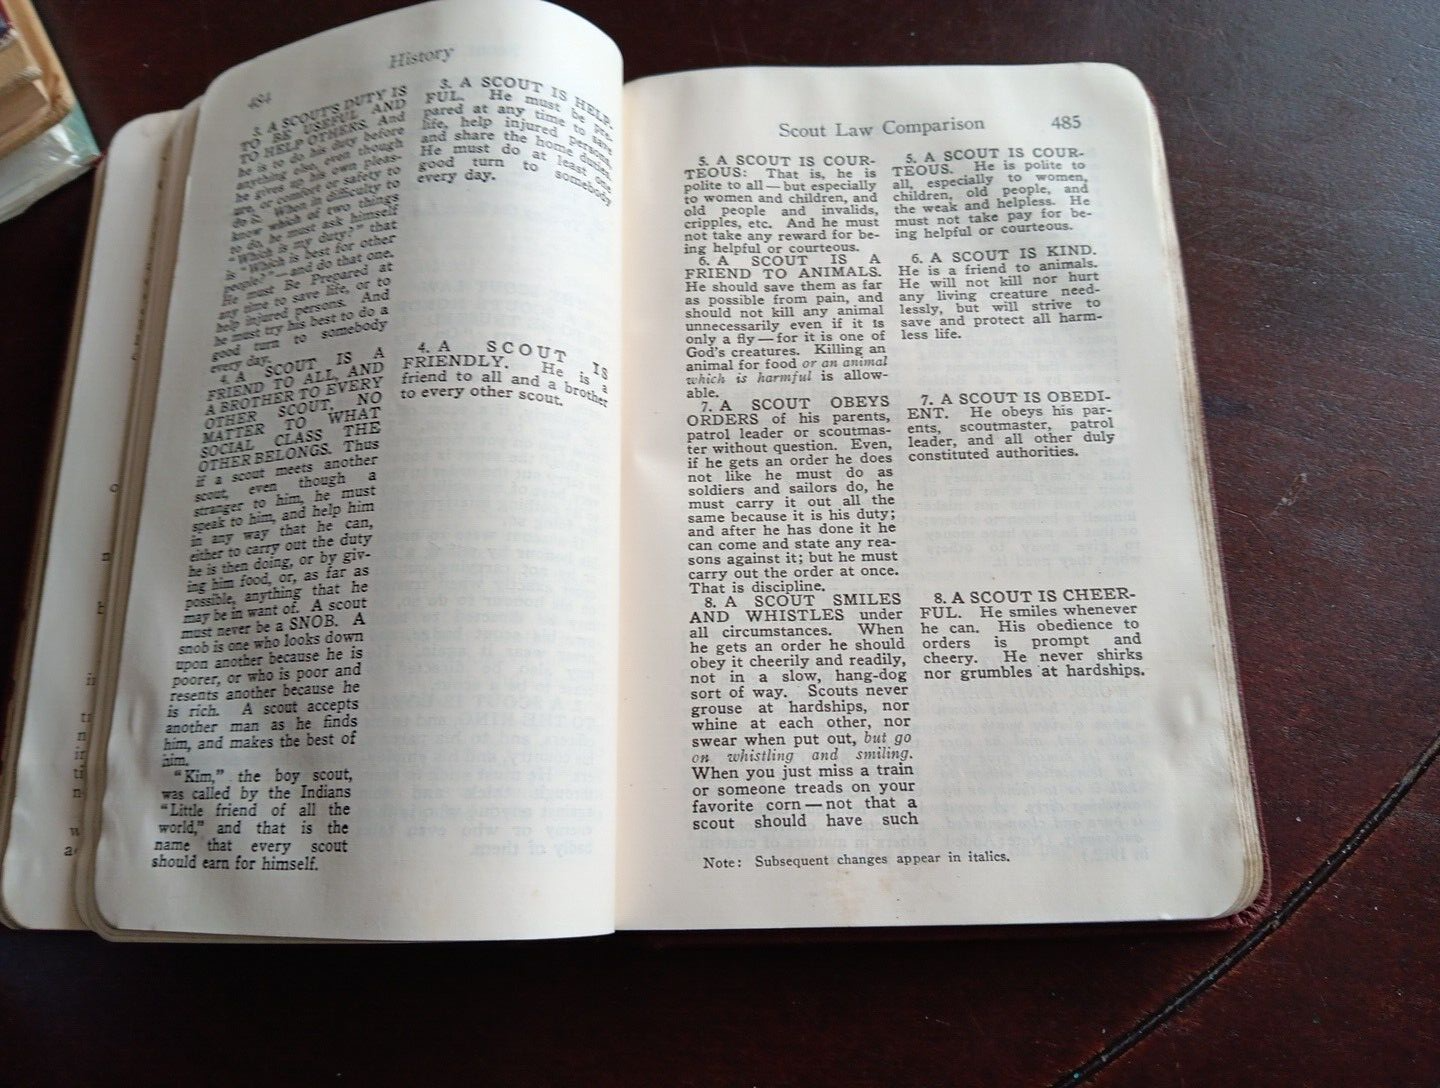 History
484
3. A SCOUT'S DUTY IS
TO BE USEFUL AND
TO HELP OTHERS. And
he is to do his duty before
anything else, even though
he gives up his own pleas-
ure, or comfort or safety to
do it. When in difficulty to
know which of two things
to do, he must ask himself
"Which is my duty?" that
is "Which is best for other
people?"—and do that one.
He must Be Prepared at
any time to save life, or to
help injured persons. And
he must try his best to do a
good turn to somebody
every day.
4. A SCOUT IS A
FRIEND TO ALL, AND
A BROTHER TO EVERY
OTHER SCOUT, NO
MATTER TO WHAT
SOCIAL CLASS THE
OTHER BELONGS. Thus
if a scout meets another
scout, even though a
stranger to him, he must
speak to him, and help him
in any way that he can,
either to carry out the duty
he is then doing, or by giv-
ing him food, or, as far as
possible, anything that he
may be in want of. A scout
must never be a SNOB. A
snob is one who looks down
upon another because he is
poorer, or who is poor and
resents another because he
is rich. A scout accepts
another man as he finds
him, and makes the best of
him.
"Kim," the boy scout,
was called by the Indians
"Little friend of all the
world," and that is the
name that every scout
should earn for himself.
3. A SCOUT IS HELP-
FUL. He must be pre-
pared at any time to save
life, help injured persons,
and share the home duties.
He must do at least one
good turn to somebody
every day.
4. A SCOUT IS
FRIENDLY. He is a
friend to all and a brother
to every other scout.
Scout Law Comparison
485
5. A SCOUT IS COUR-
TEOUS: That is, he is
polite to all—but especially
to women and children, and
old people and invalids,
cripples, etc. And he must
not take any reward for be-
ing helpful or courteous.
6. A SCOUT IS A
FRIEND TO ANIMALS.
He should save them as far
as possible from pain, and
should not kill any animal
unnecessarily even if it is
only a fly—for it is one of
God's creatures. Killing an
animal for food or an animal
which is harmful is allow-
able.
7. A SCOUT OBEYS
ORDERS of his parents,
patrol leader or scoutmas-
ter without question. Even,
if he gets an order he does
not like he must do as
soldiers and sailors do, he
must carry it out all the
same because it is his duty;
and after he has done it he
can come and state any rea-
sons against it; but he must
carry out the order at once.
That is discipline.
8. A SCOUT SMILES
AND WHISTLES under
all circumstances. When
he gets an order he should
obey it cheerily and readily,
not in a slow, hang-dog
sort of way. Scouts never
grouse at hardships, nor
whine at each other, nor
swear when put out, but go
on whistling and smiling.
When you just miss a train
or someone treads on your
favorite corn—not that a
scout should have such
5. A SCOUT IS COUR-
TEOUS. He is polite to
all, especially to women,
children, old people, and
the weak and helpless. He
must not take pay for be-
ing helpful or courteous.
6. A SCOUT IS KIND.
He is a friend to animals.
He will not kill nor hurt
any living creature need-
lessly, but will strive to
save and protect all harm-
less life.
7. A SCOUT IS OBEDI-
ENT. He obeys his par-
ents, scoutmaster, patrol
leader, and all other duly
constituted authorities.
8. A SCOUT IS CHEER-
FUL. He smiles whenever
he can. His obedience to
orders is prompt and
cheery. He never shirks
nor grumbles at hardships.
Note: Subsequent changes appear in italics.